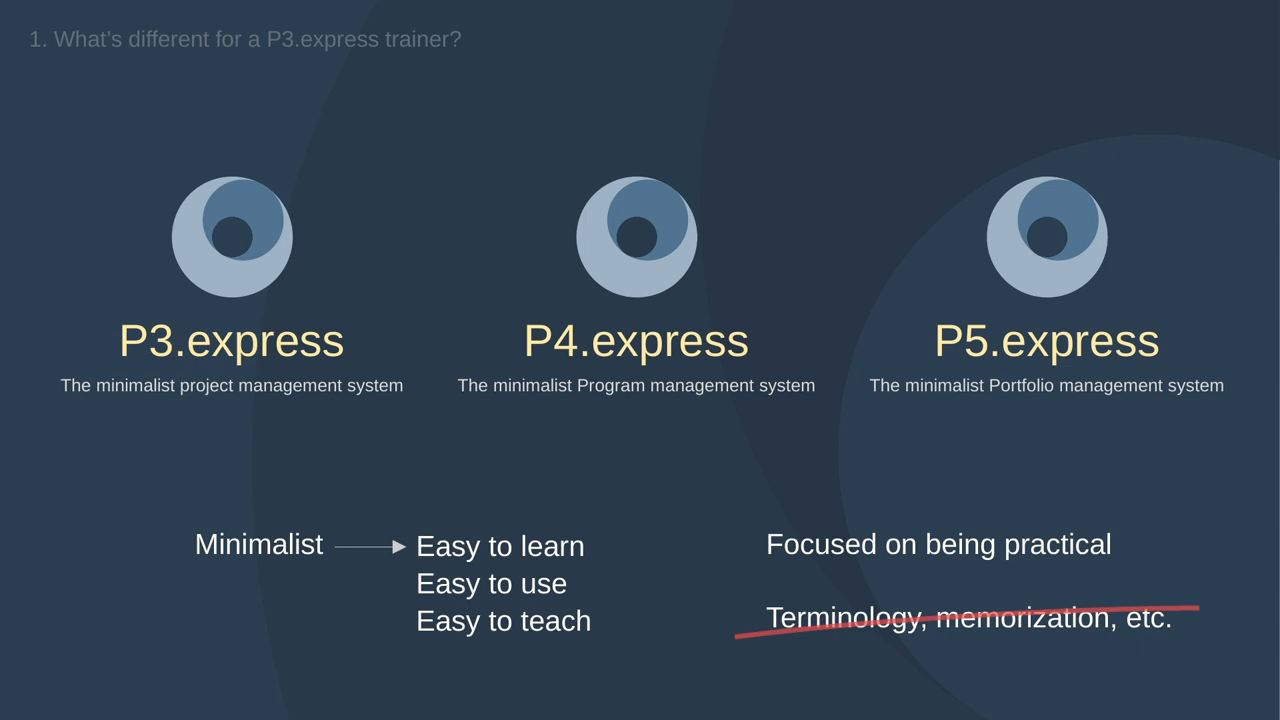 1. What’s different for a P3.express trainer?
P3.express
The minimalist project management system
P4.express
The minimalist Program management system
P5.express
The minimalist Portfolio management system
Minimalist
Easy to learn
Easy to use
Easy to teach
Focused on being practical
Terminology, memorization, etc.